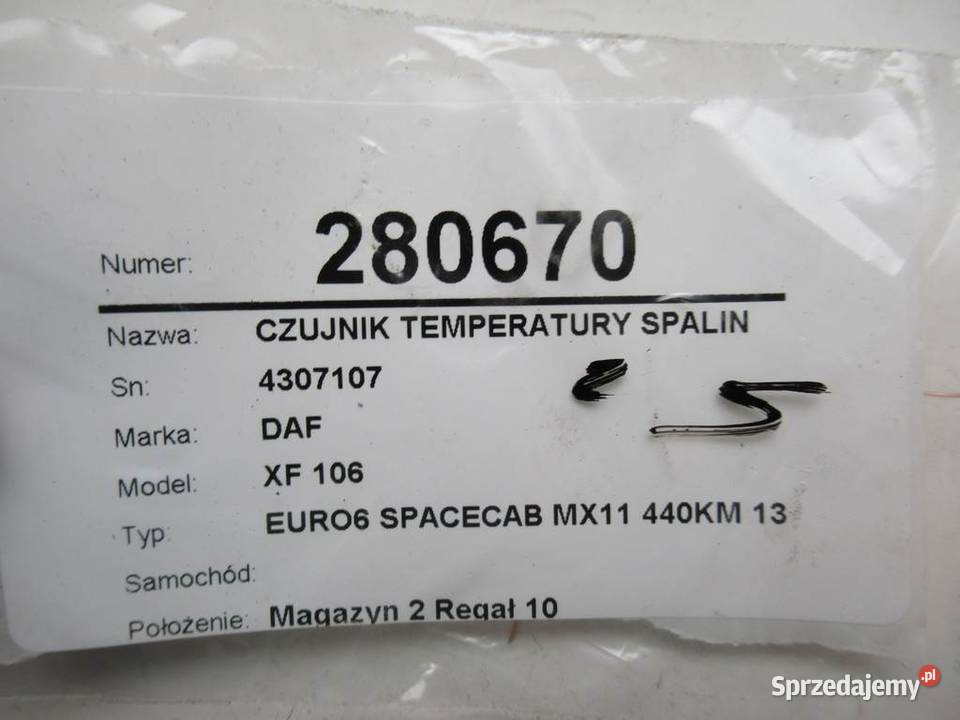 Numer: 280670
Nazwa: CZUJNIK TEMPERATURY SPALIN
Sn: 4307107
Marka: DAF
Model: XF 106
Typ: EURO6 SPACECAB MX11 440KM 13
Samochód:
Położenie: Magazyn 2 Regał 10
Sprzedajemy.pl